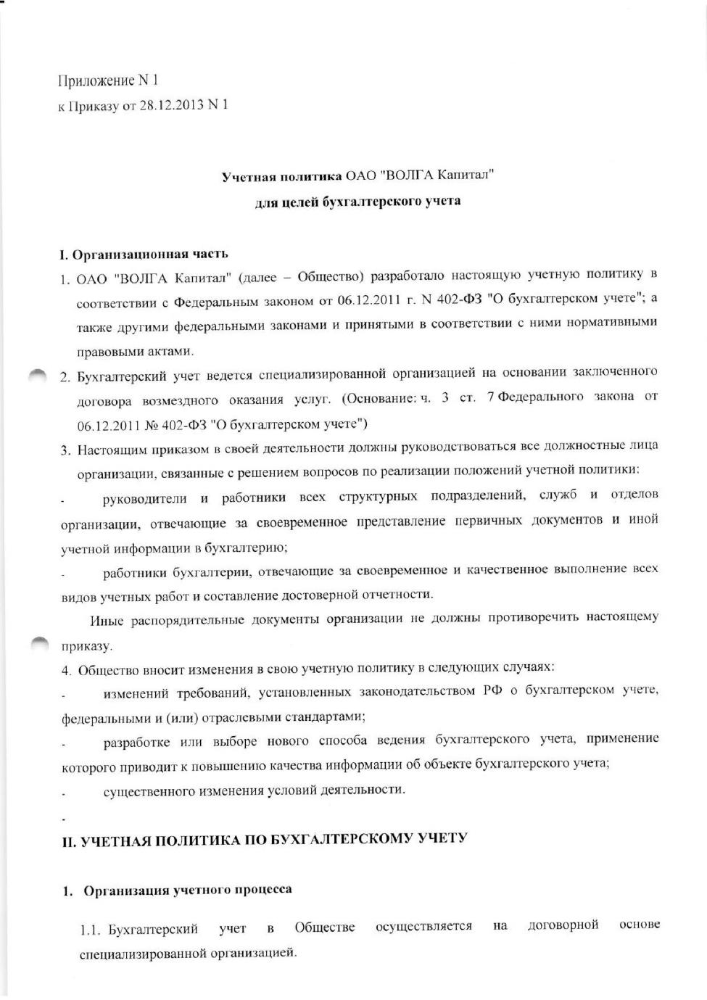 Приложение N 1
к Приказу от 28.12.2013 N 1
Учетная политика ОАО "ВОЛГА Капитал"
для целей бухгалтерского учета
I. Организационная часть
1. ОАО "ВОЛГА Капитал" (далее – Общество) разработало настоящую учетную политику в
соответствии с Федеральным законом от 06.12.2011 г. N 402-ФЗ "О бухгалтерском учете"; а
также другими федеральными законами и принятыми в соответствии с ними нормативными
правовыми актами.
2. Бухгалтерский учет ведется специализированной организацией на основании заключенного
договора возмездного оказания услуг. (Основание: ч. 3 ст. 7 Федерального закона от
06.12.2011 № 402-ФЗ "О бухгалтерском учете")
3. Настоящим приказом в своей деятельности должны руководствоваться все должностные лица
организации, связанные с решением вопросов по реализации положений учетной политики:
- руководители и работники всех структурных подразделений, служб и отделов
организации, отвечающие за своевременное представление первичных документов и иной
учетной информации в бухгалтерию;
- работники бухгалтерии, отвечающие за своевременное и качественное выполнение всех
видов учетных работ и составление достоверной отчетности.
Иные распорядительные документы организации не должны противоречить настоящему
приказу.
4. Общество вносит изменения в свою учетную политику в следующих случаях:
- изменений требований, установленных законодательством РФ о бухгалтерском учете,
федеральными и (или) отраслевыми стандартами;
- разработке или выборе нового способа ведения бухгалтерского учета, применение
которого приводит к повышению качества информации об объекте бухгалтерского учета;
- существенного изменения условий деятельности.
-
II. УЧЕТНАЯ ПОЛИТИКА ПО БУХГАЛТЕРСКОМУ УЧЕТУ
1. Организация учетного процесса
1.1. Бухгалтерский учет в Обществе осуществляется на договорной основе
специализированной организацией.